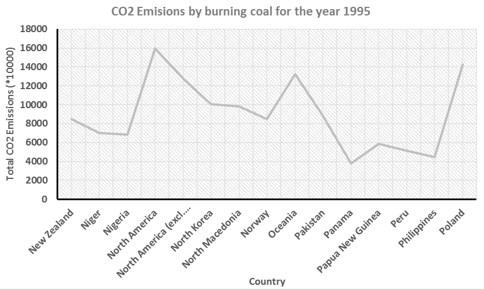 CO2 Emisions by burning coal for the year 1995
Total CO2 Emissions (*10000)
18000
16000
14000
12000
10000
8000
6000
4000
2000
0
New Zealand
Niger
Nigeria
North America
North America (excl....
North Korea
North Macedonia
Norway
Oceania
Pakistan
Panama
Papua New Guinea
Peru
Philippines
Poland
Country